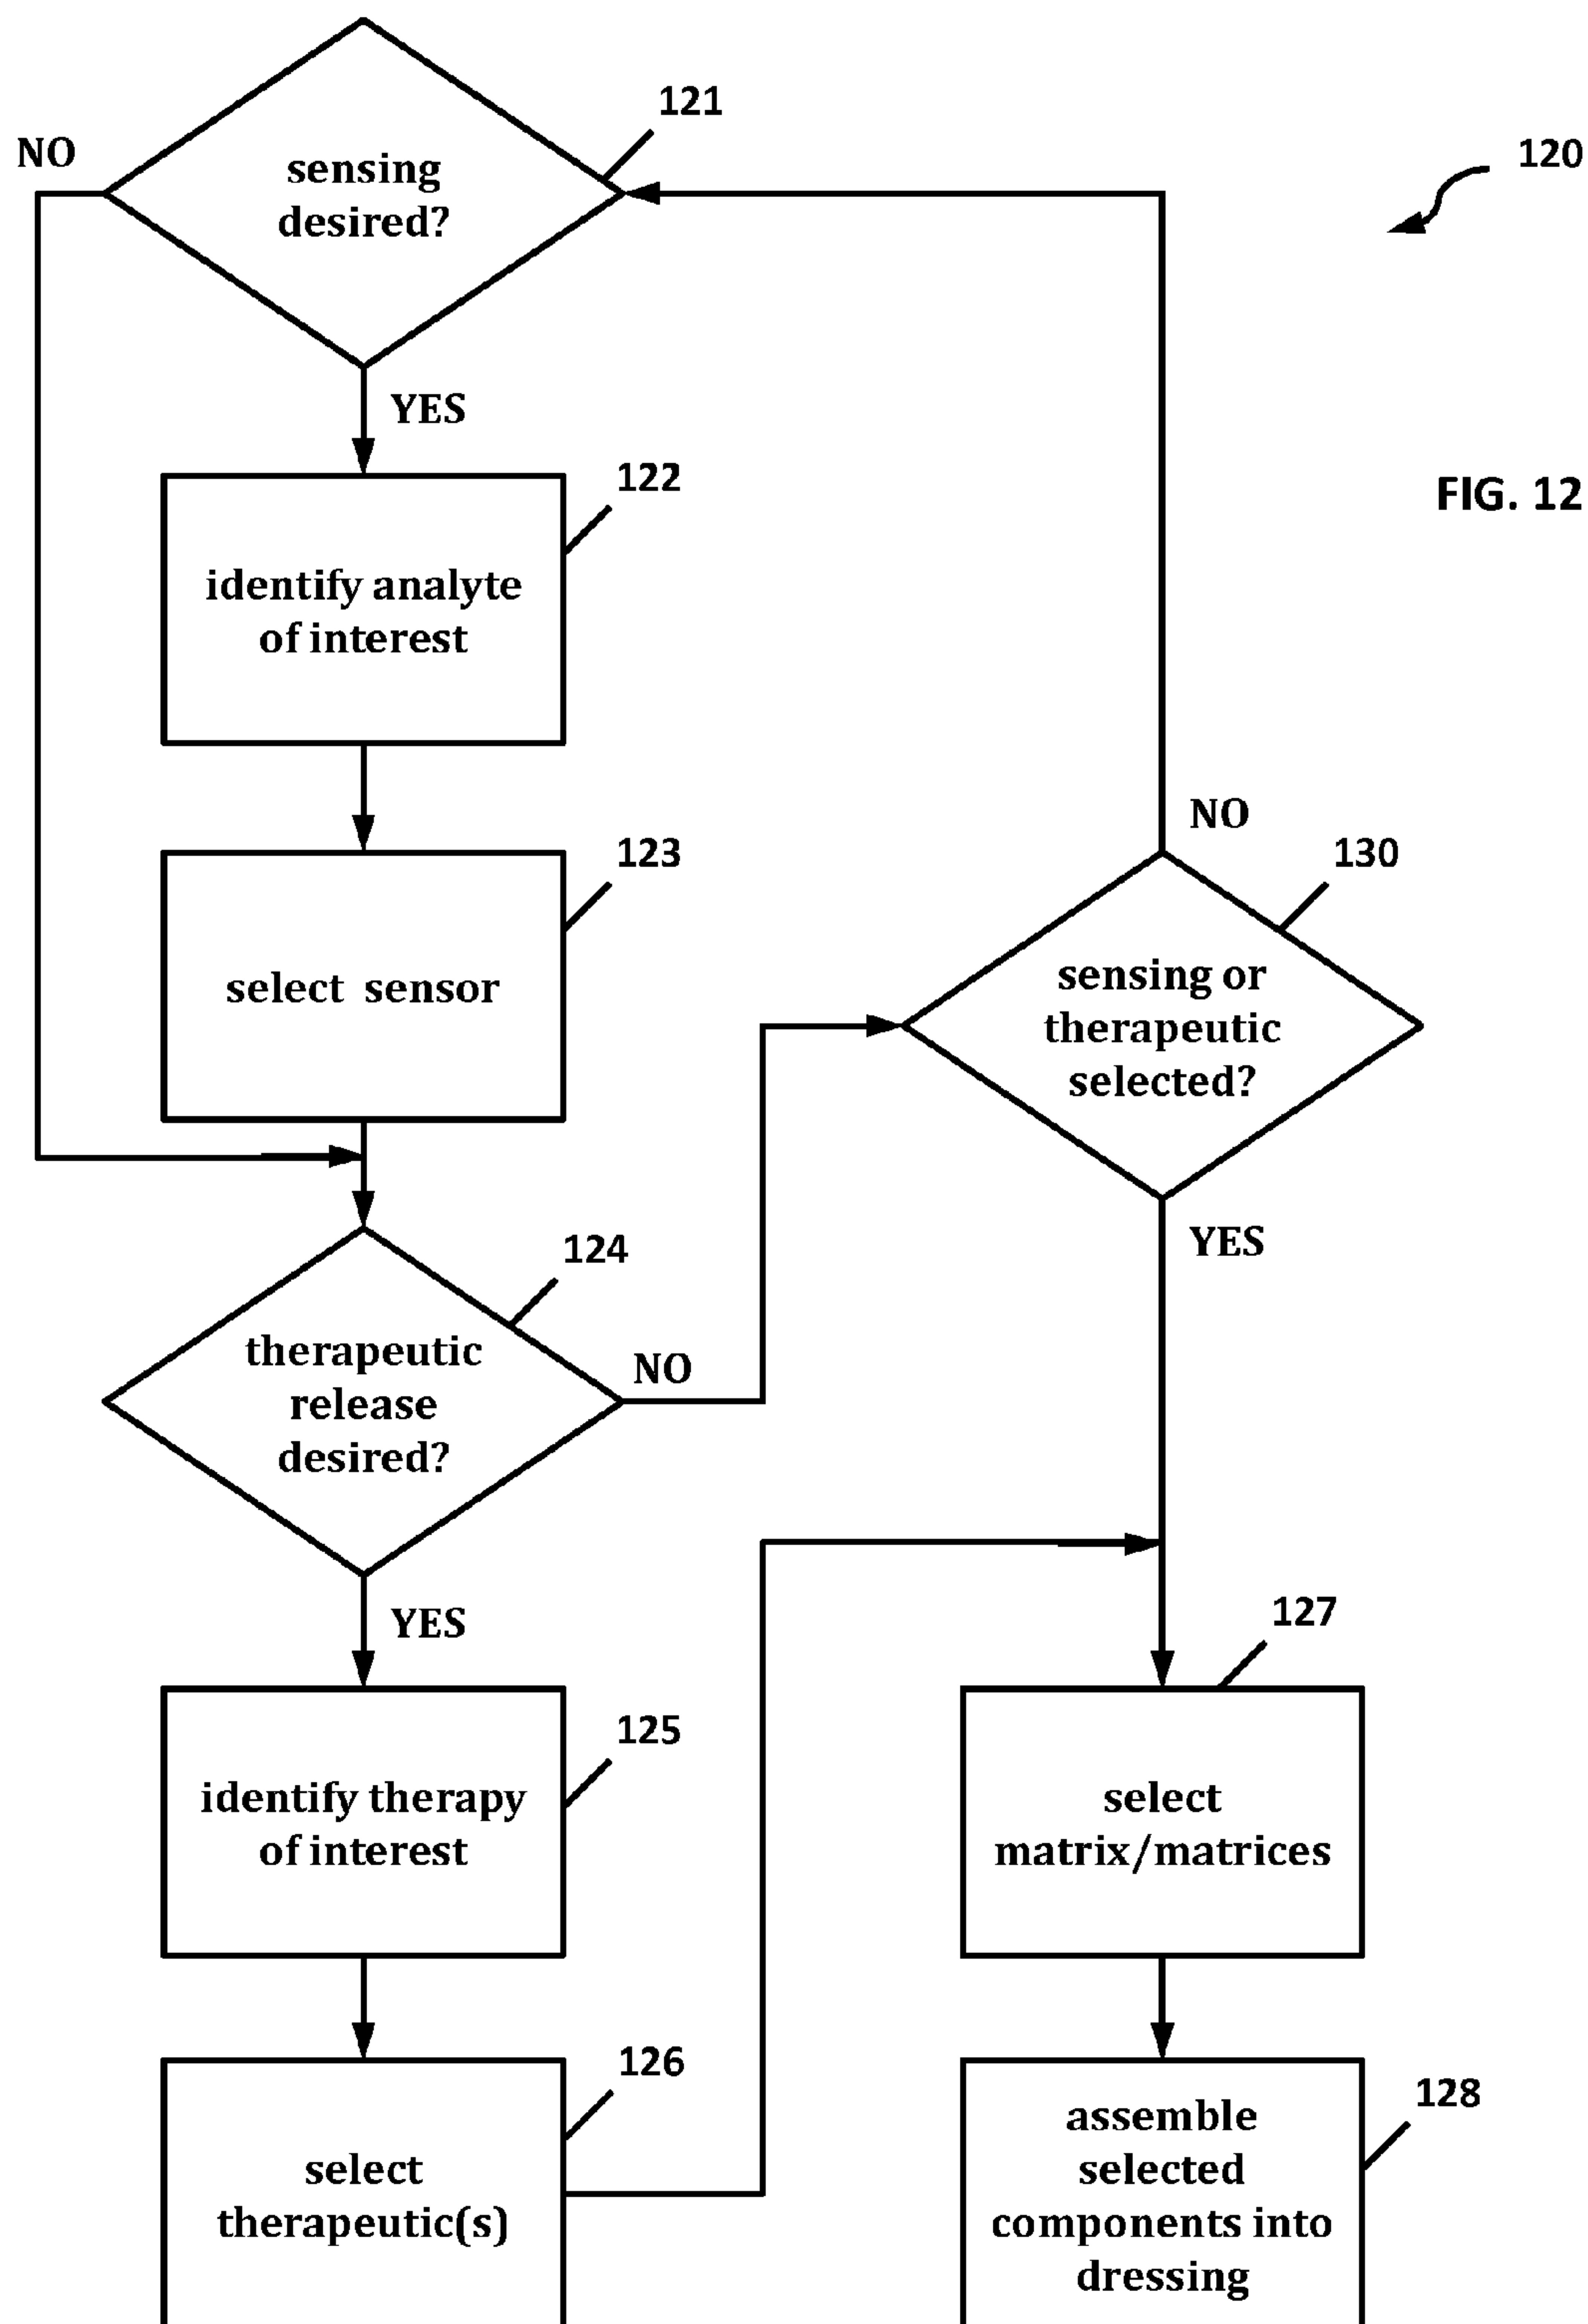 121
NO
sensing
desired?
120
YES
122
FIG. 12
identify analyte
of interest
123
select sensor
NO
130
sensing or
therapeutic
selected?
YES
124
therapeutic
release
desired?
NO
YES
125
identify therapy
of interest
127
select
matrix/matrices
126
select
therapeutic(s)
128
assemble
selected
components into
dressing